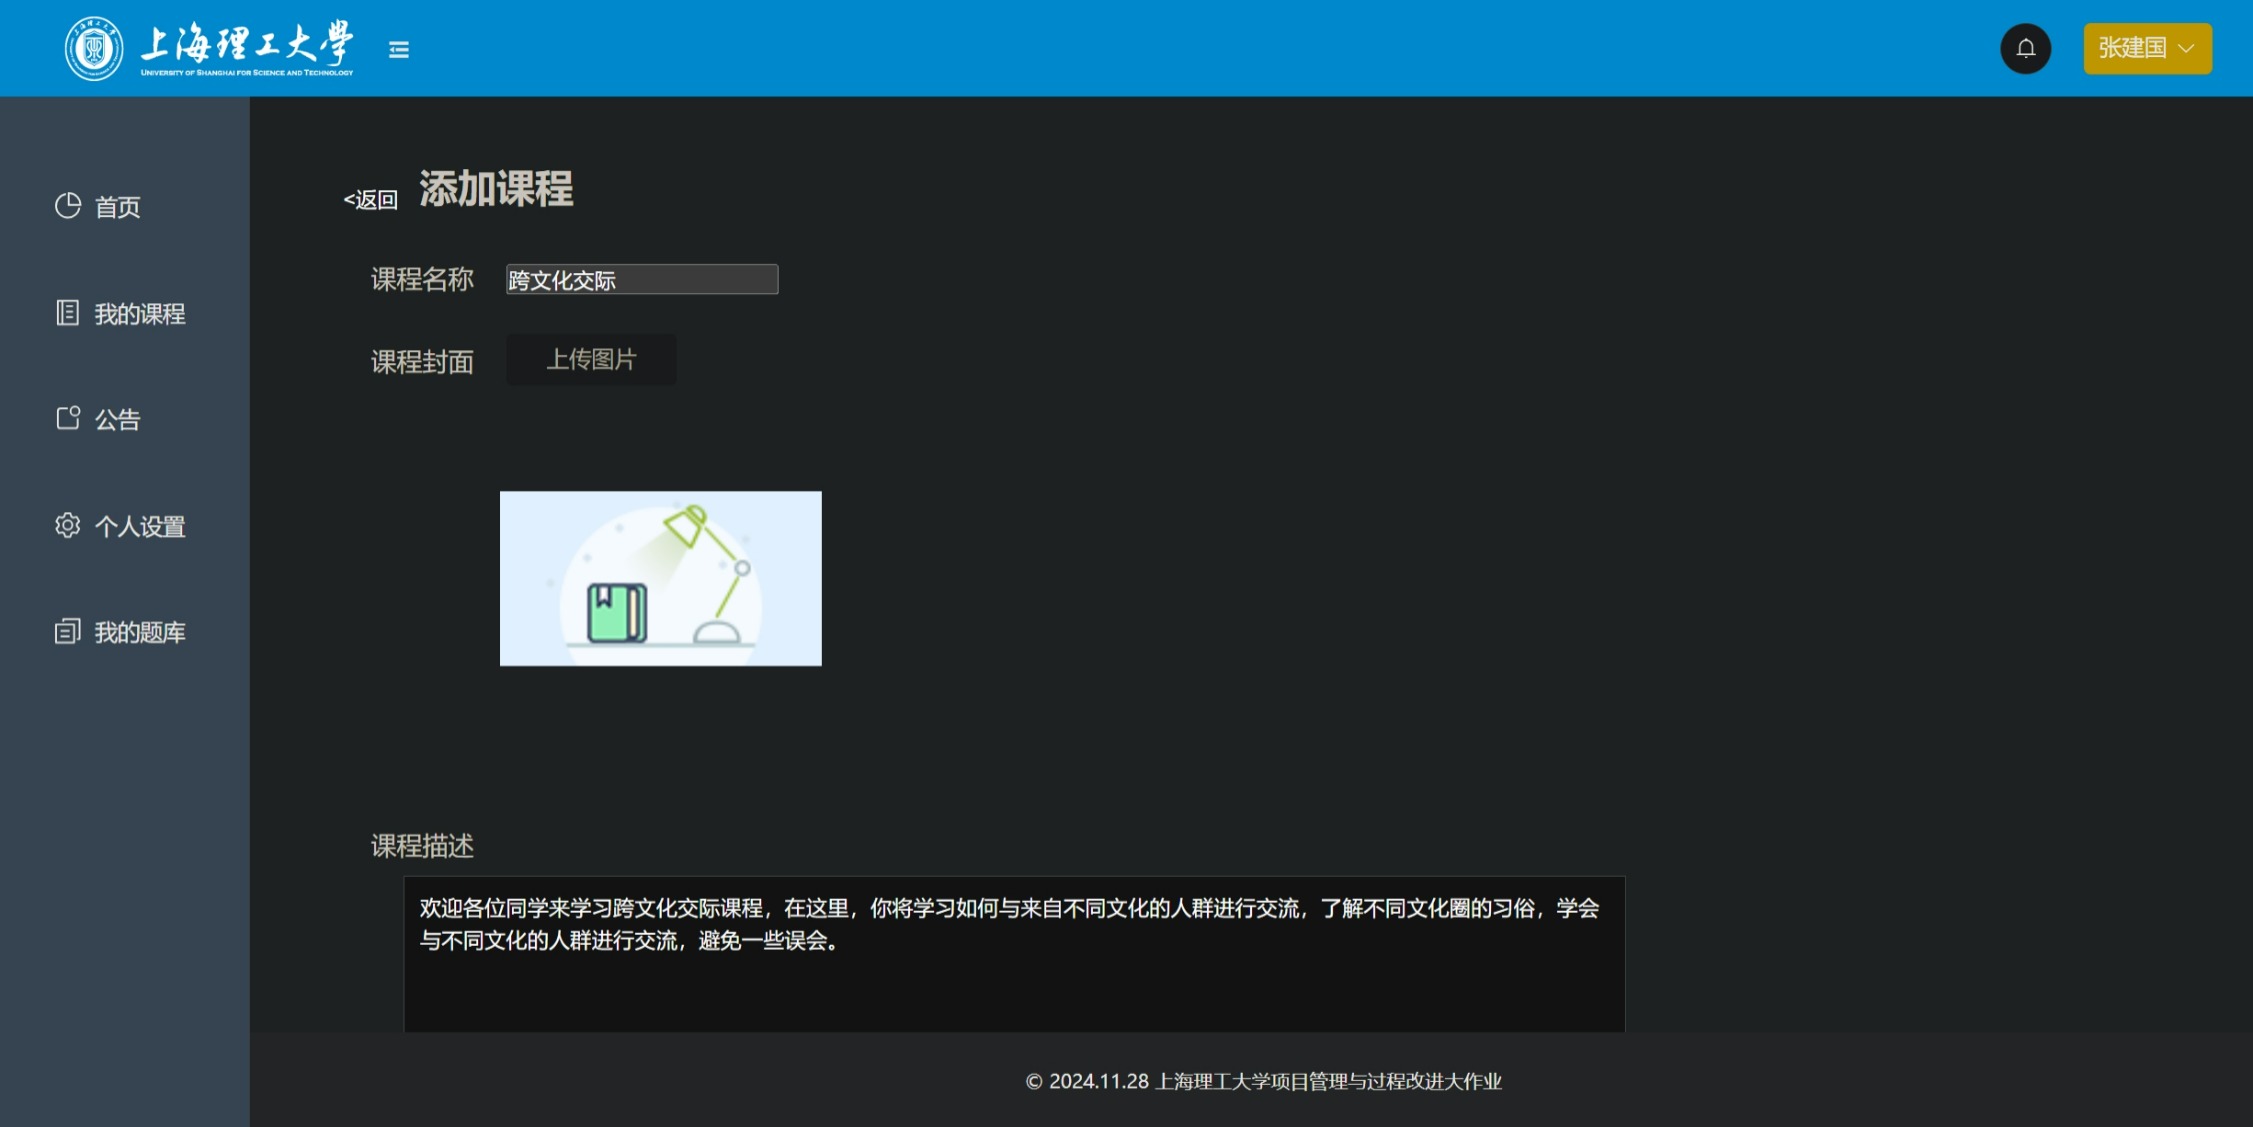 上海理工大學
UNIVERSITY OF SHANGHAI FOR SCIENCE AND TECHNOLOGY
张建国
首页
我的课程
公告
个人设置
我的题库
<返回 添加课程
课程名称 跨文化交际
课程封面 上传图片
课程描述
欢迎各位同学来学习跨文化交际课程，在这里，你将学习如何与来自不同文化的人群进行交流，了解不同文化圈的习俗，学会
与不同文化的人群进行交流，避免一些误会。
© 2024.11.28 上海理工大学项目管理与过程改进大作业